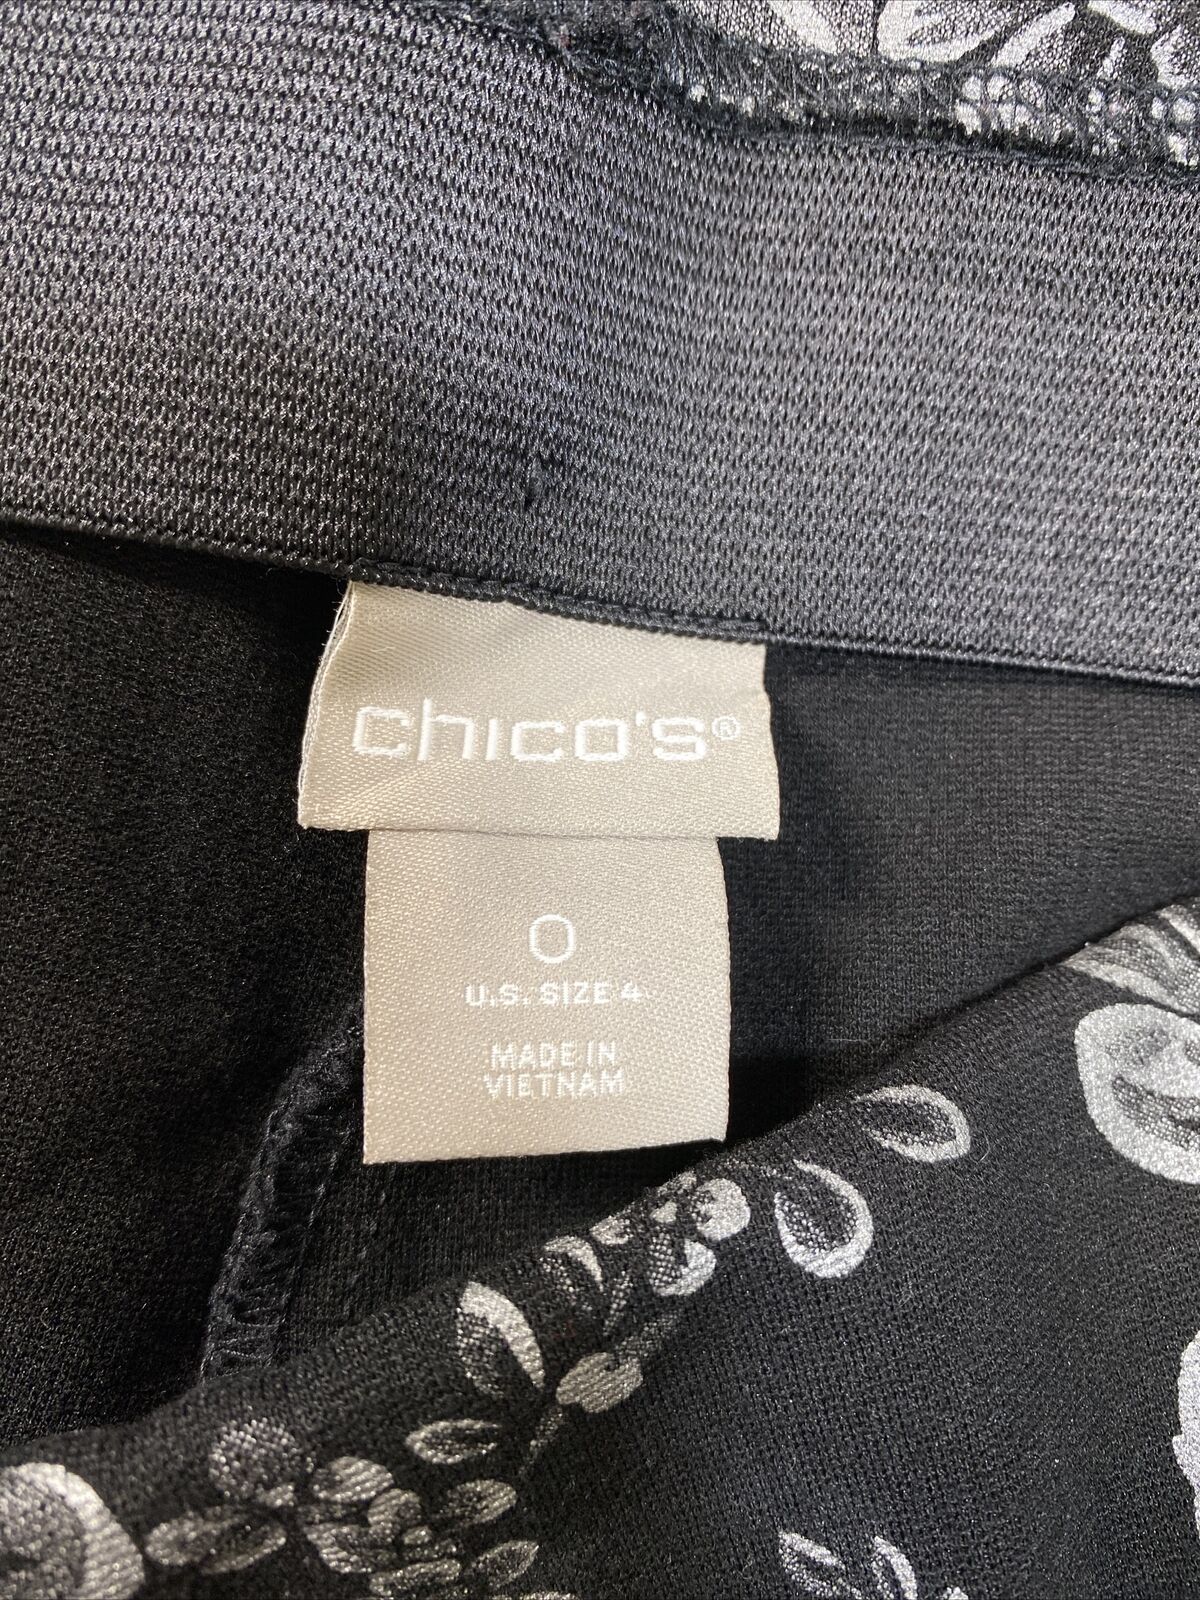 chico's®
0
U.S. SIZE 4
MADE IN
VIETNAM